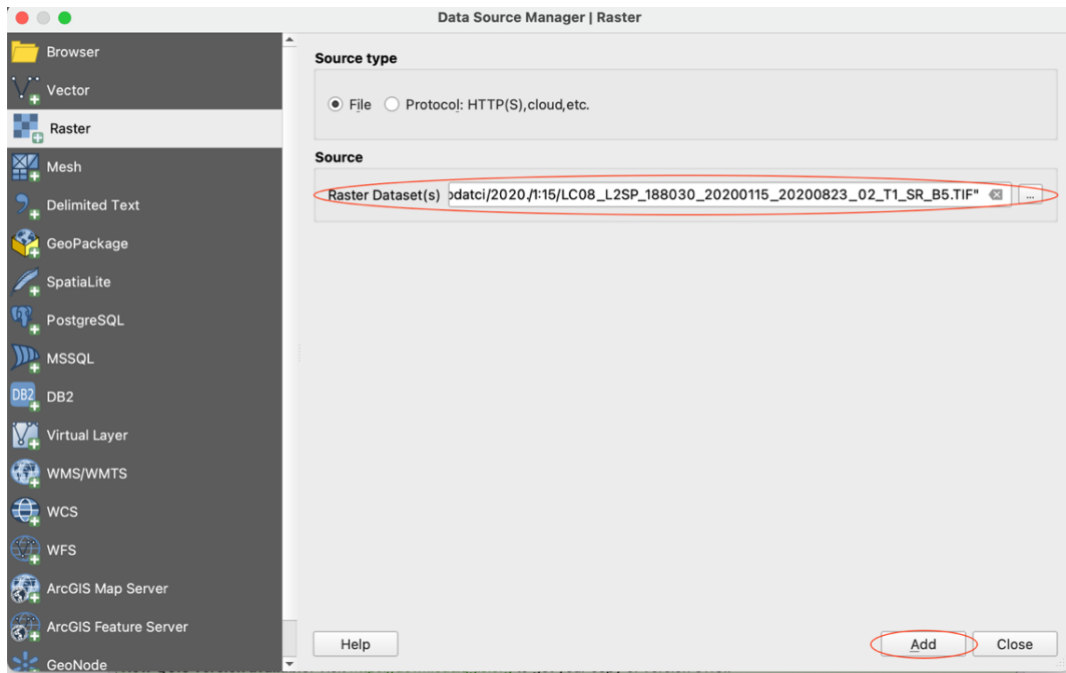 Data Source Manager | Raster
Browser
Vector
Raster
Mesh
Delimited Text
GeoPackage
SpatiaLite
PostgreSQL
MSSQL
DB2
DB2
Virtual Layer
WMS/WMTS
WCS
WFS
ArcGIS Map Server
ArcGIS Feature Server
GeoNode
Source type
File Protocol: HTTP(S),cloud,etc.
Source
Raster Dataset(s) odatci/2020./1:15/LC08_L2SP_188030_20200115_20200823_02_T1_SR_B5.TIF" ...
Help Add Close